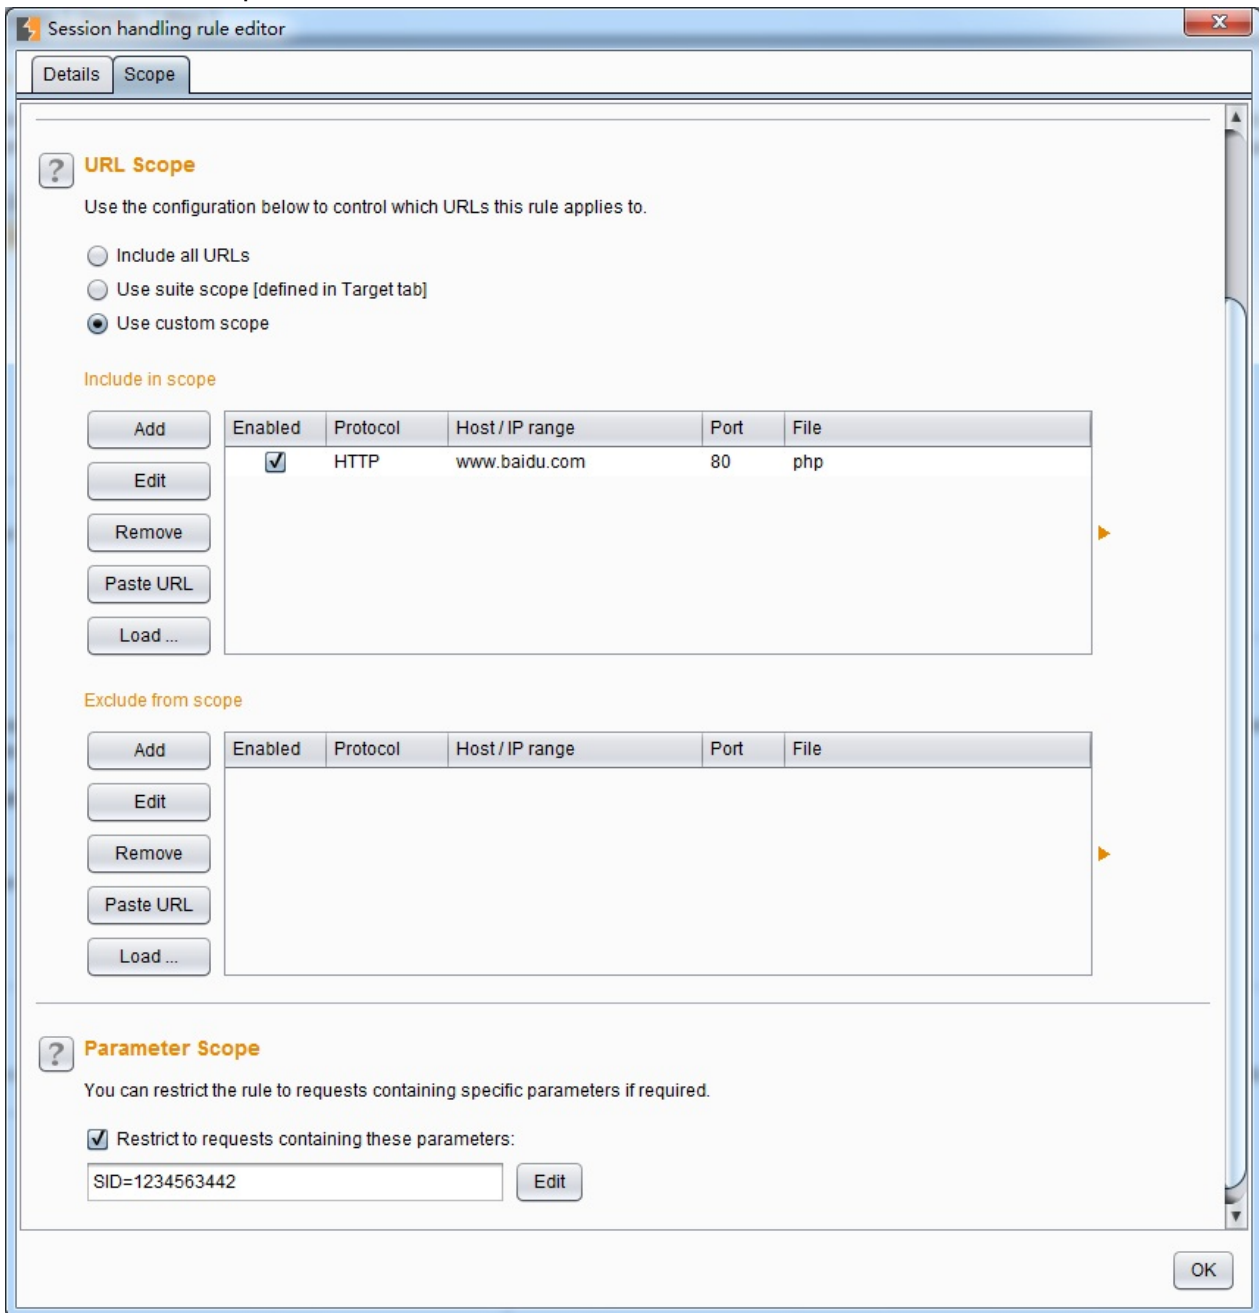 Session handling rule editor
x
Details Scope
? URL Scope
Use the configuration below to control which URLs this rule applies to.
Include all URLs
Use suite scope [defined in Target tab]
Use custom scope
Include in scope
Add Enabled Protocol Host / IP range Port File
HTTP www.baidu.com 80 php
Edit
Remove
Paste URL
Load ...
Exclude from scope
Add Enabled Protocol Host / IP range Port File
Edit
Remove
Paste URL
Load ...
? Parameter Scope
You can restrict the rule to requests containing specific parameters if required.
Restrict to requests containing these parameters:
SID=1234563442 Edit
OK